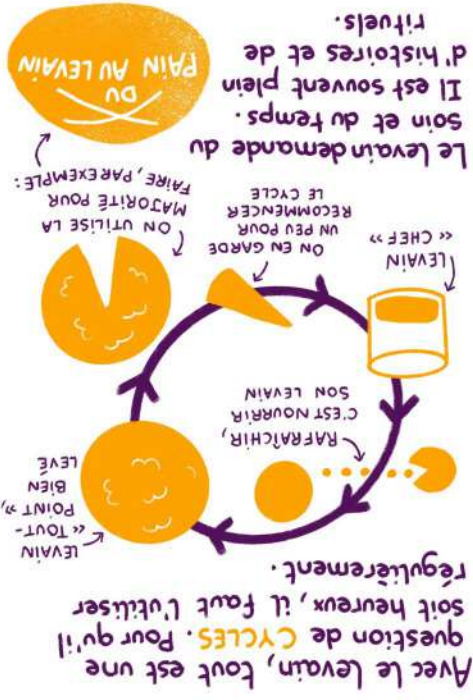 Avec le levain, tout est une
question de CYCLES. Pour qu'il
soit heureux, il faut l'utiliser
régulièrement.
LEVAIN
« TOUT-
POINT »,
BIEN
LEVÉ
RAFRAÎCHIR,
C'EST NOURRIR
SON LEVAIN
LEVAIN
« CHEF »
ON EN GARDE
UN PEU POUR
RECOMMENCER
LE CYCLE
ON UTILISE LA
MAJORITÉ POUR
FAIRE, PAR EXEMPLE:
DU
PAIN AU LEVAIN
Le levain demande du
soin et du temps.
Il est souvent plein
d'histoires et de
rituels.